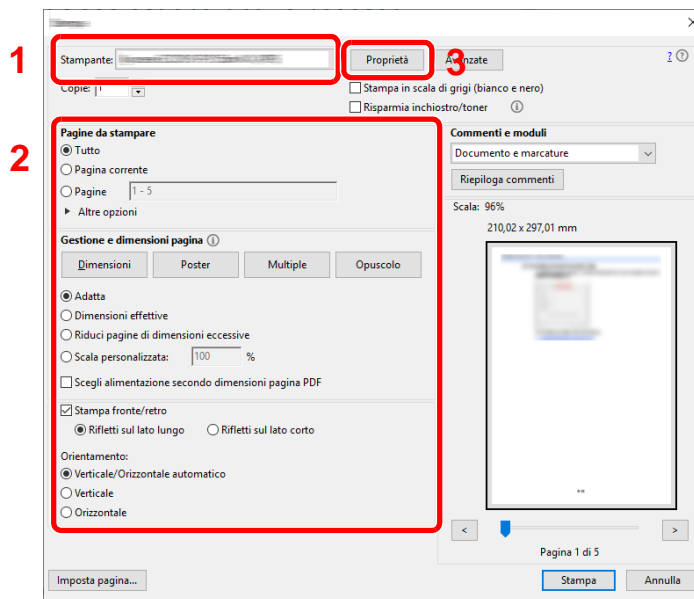 1
Stampante:
Proprietà
3
Avanzate
?
Copie: 1
Stampa in scala di grigi (bianco e nero)
Risparmia inchiostro/toner
2
Pagine da stampare
Tutto
Pagina corrente
Pagine 1 - 5
Altre opzioni
Gestione e dimensioni pagina
Dimensioni Poster Multiple Opuscolo
Adatta
Dimensioni effettive
Riduci pagine di dimensioni eccessive
Scala personalizzata: 100 %
Scegli alimentazione secondo dimensioni pagina PDF
Stampa fronte/retro
Rifletti sul lato lungo Rifletti sul lato corto
Orientamento:
Verticale/Orizzontale automatico
Verticale
Orizzontale
Commenti e moduli
Documento e marcature
Riepiloga commenti
Scala: 96%
210,02 x 297,01 mm
< >
Pagina 1 di 5
Imposta pagina... Stampa Annulla